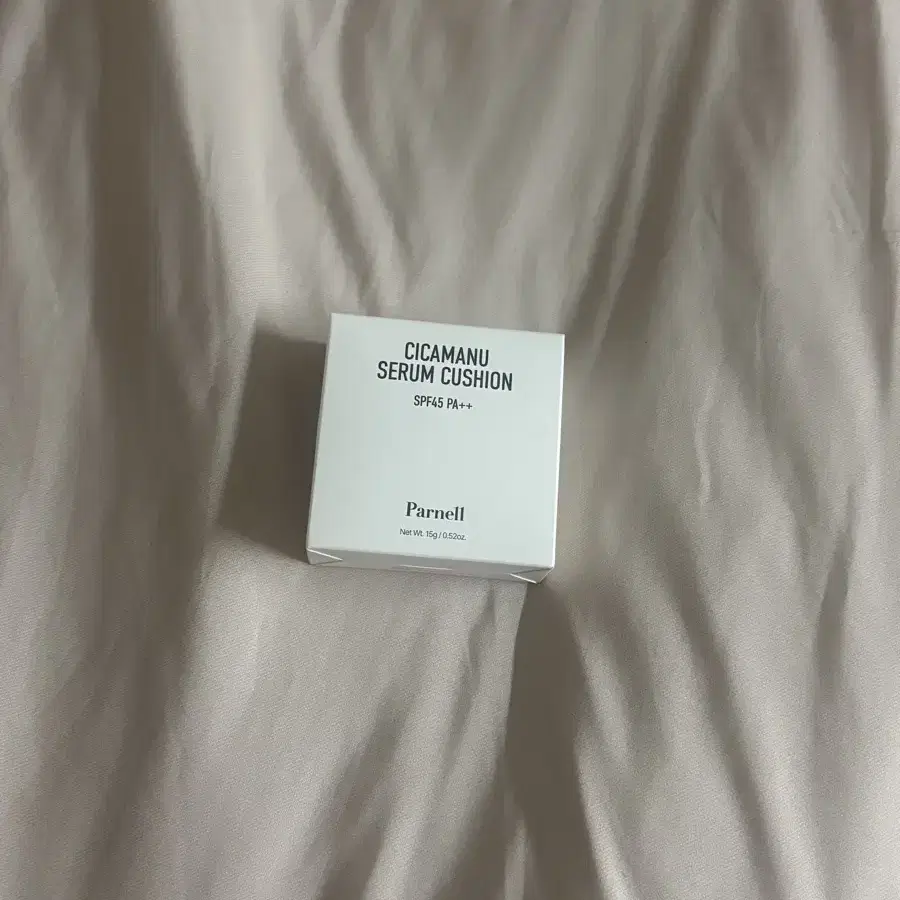 CICAMANU
SERUM CUSHION
SPF45 PA++
Parnell
Net Wt. 15g / 0.52oz.